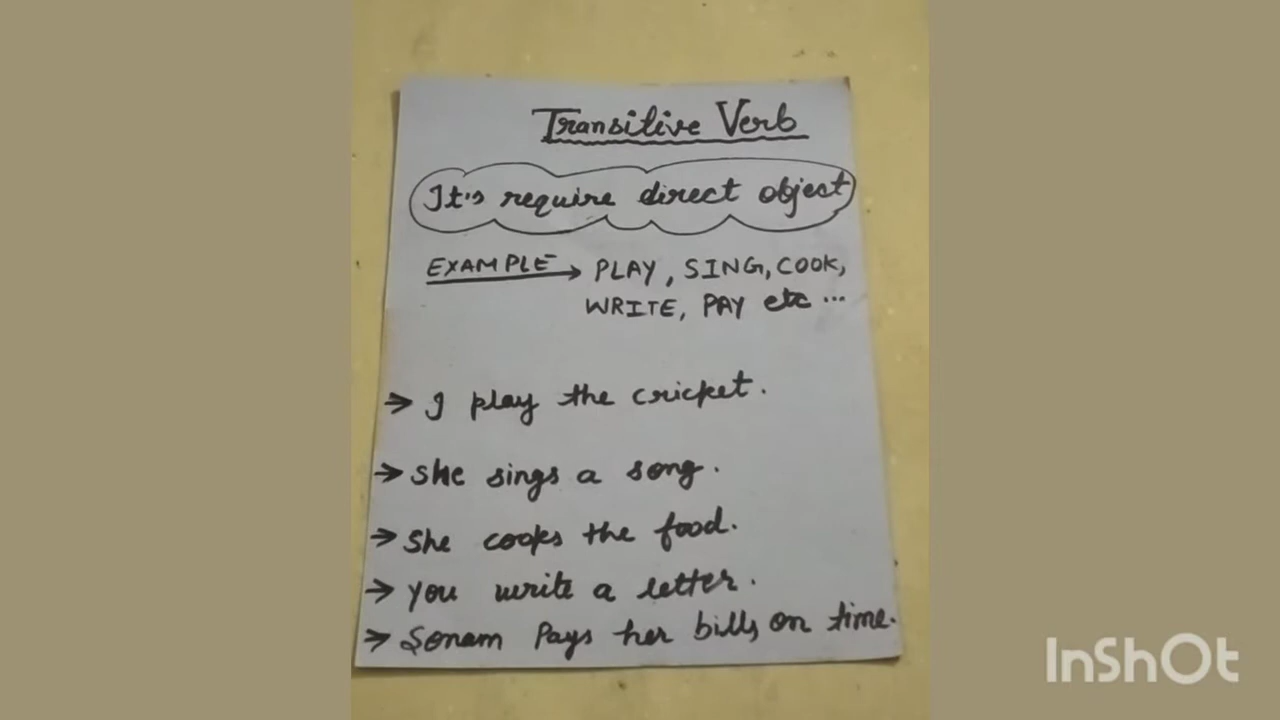 Transitive Verb
It's require direct object
EXAMPLE → PLAY, SING, COOK,
WRITE, PAY etc ...
→ I play the cricket.
→ She sings a song.
→ She cooks the food.
→ You write a letter.
→ Sonam Pays her bills on time.
InShOt